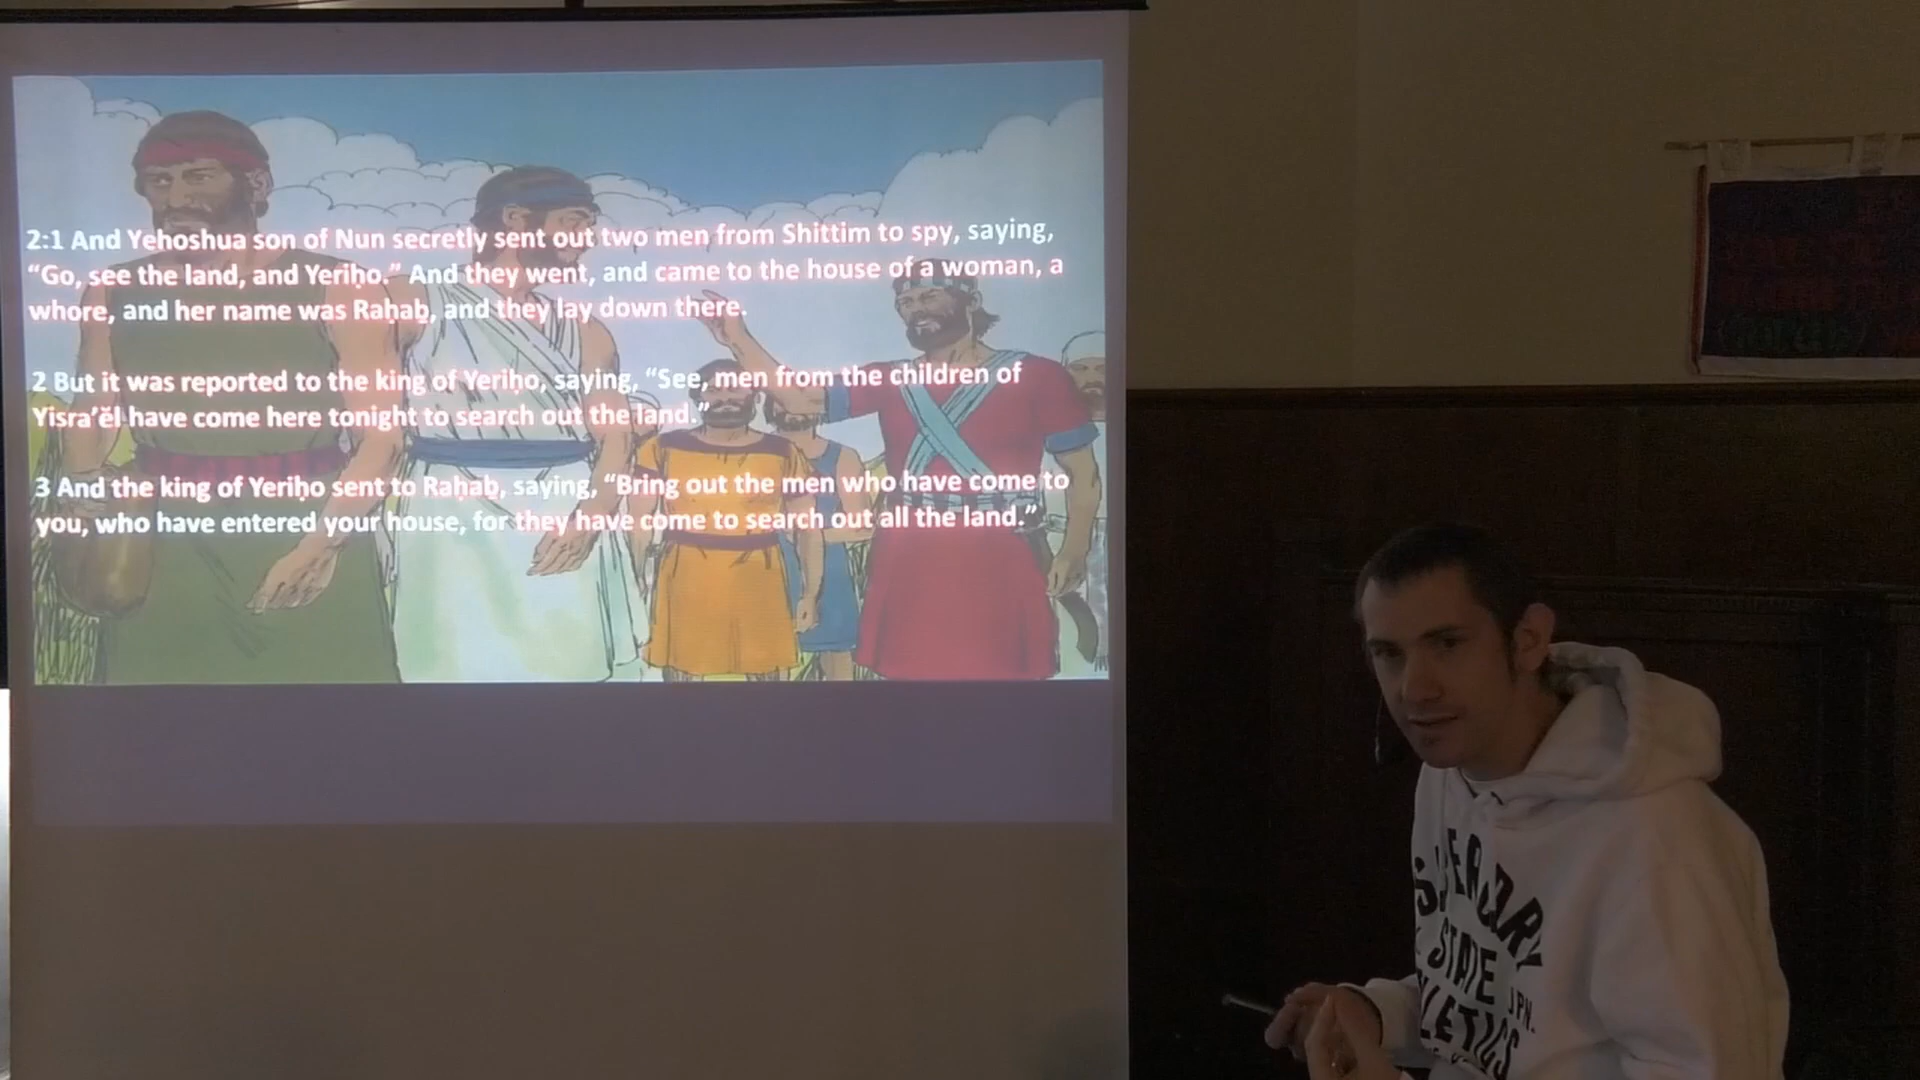 2:1 And Yehoshua son of Nun secretly sent out two men from Shittim to spy, saying,
“Go, see the land, and Yeriḥo.” And they went, and came to the house of a woman, a
whore, and her name was Raḥaḇ, and they lay down there.
2 But it was reported to the king of Yeriḥo, saying, “See, men from the children of
Yisra’ĕl have come here tonight to search out the land.”
3 And the king of Yeriḥo sent to Raḥaḇ, saying, “Bring out the men who have come to
you, who have entered your house, for they have come to search out all the land.”
STATE
JPN.